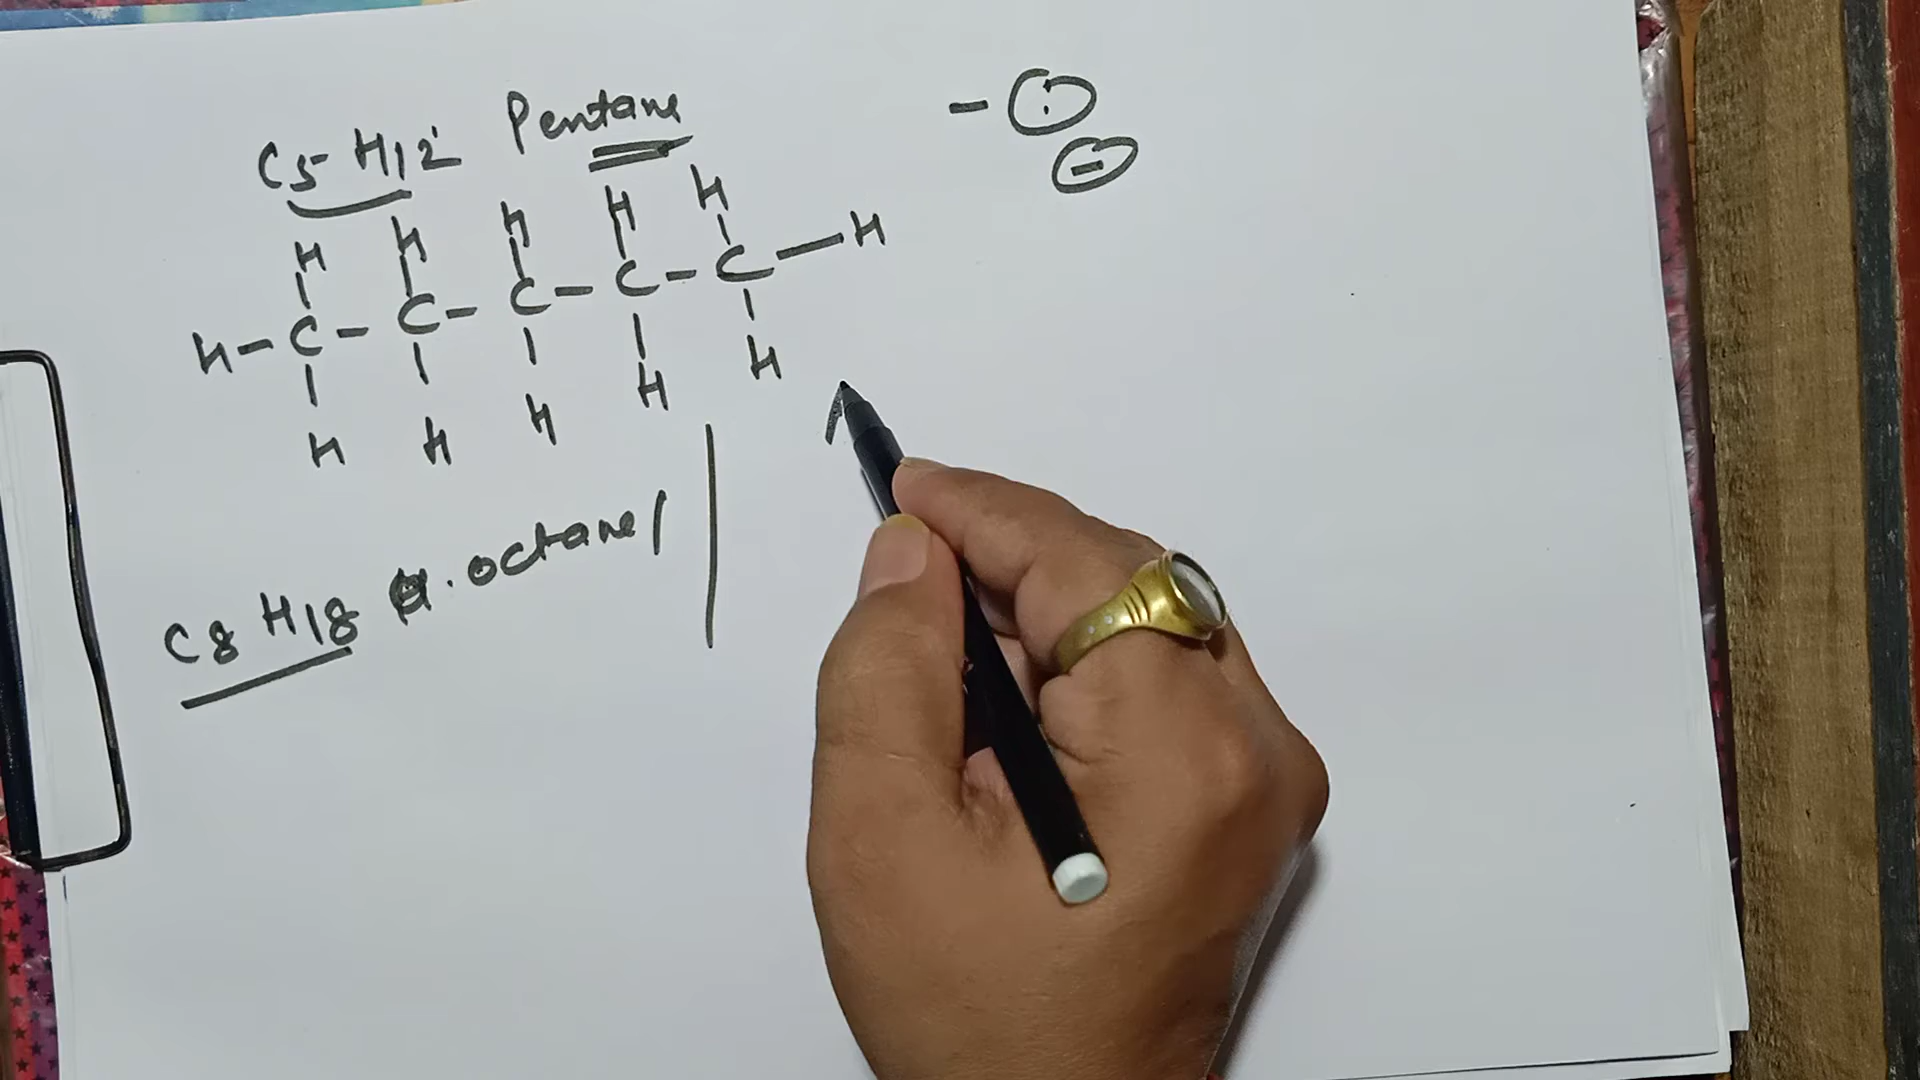 C5 H12 Pentane
H H H H H
H-C-C-C-C-C-H
H H H H H
C8 H18 . octane/